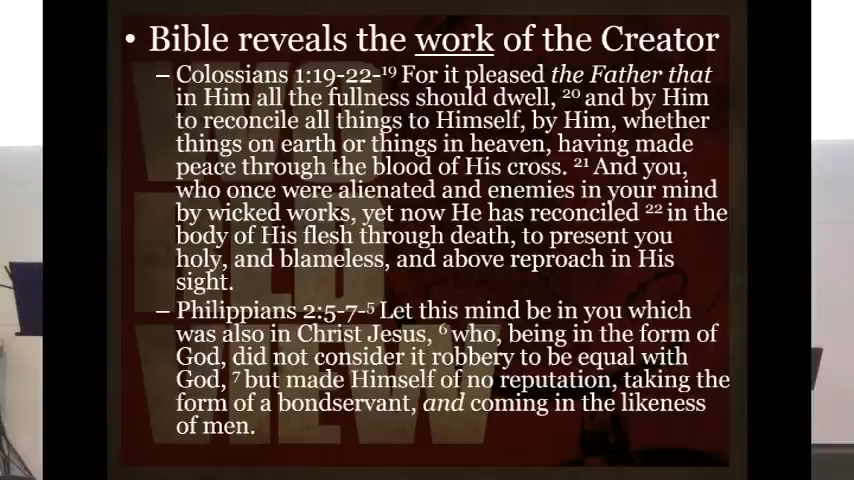 • Bible reveals the work of the Creator
– Colossians 1:19-22-19 For it pleased the Father that
in Him all the fullness should dwell, 20 and by Him
to reconcile all things to Himself, by Him, whether
things on earth or things in heaven, having made
peace through the blood of His cross. 21 And you,
who once were alienated and enemies in your mind
by wicked works, yet now He has reconciled 22 in the
body of His flesh through death, to present you
holy, and blameless, and above reproach in His
sight.
– Philippians 2:5-7-5 Let this mind be in you which
was also in Christ Jesus, 6 who, being in the form of
God, did not consider it robbery to be equal with
God, 7 but made Himself of no reputation, taking the
form of a bondservant, and coming in the likeness
of men.
WO
RLD
VIEW